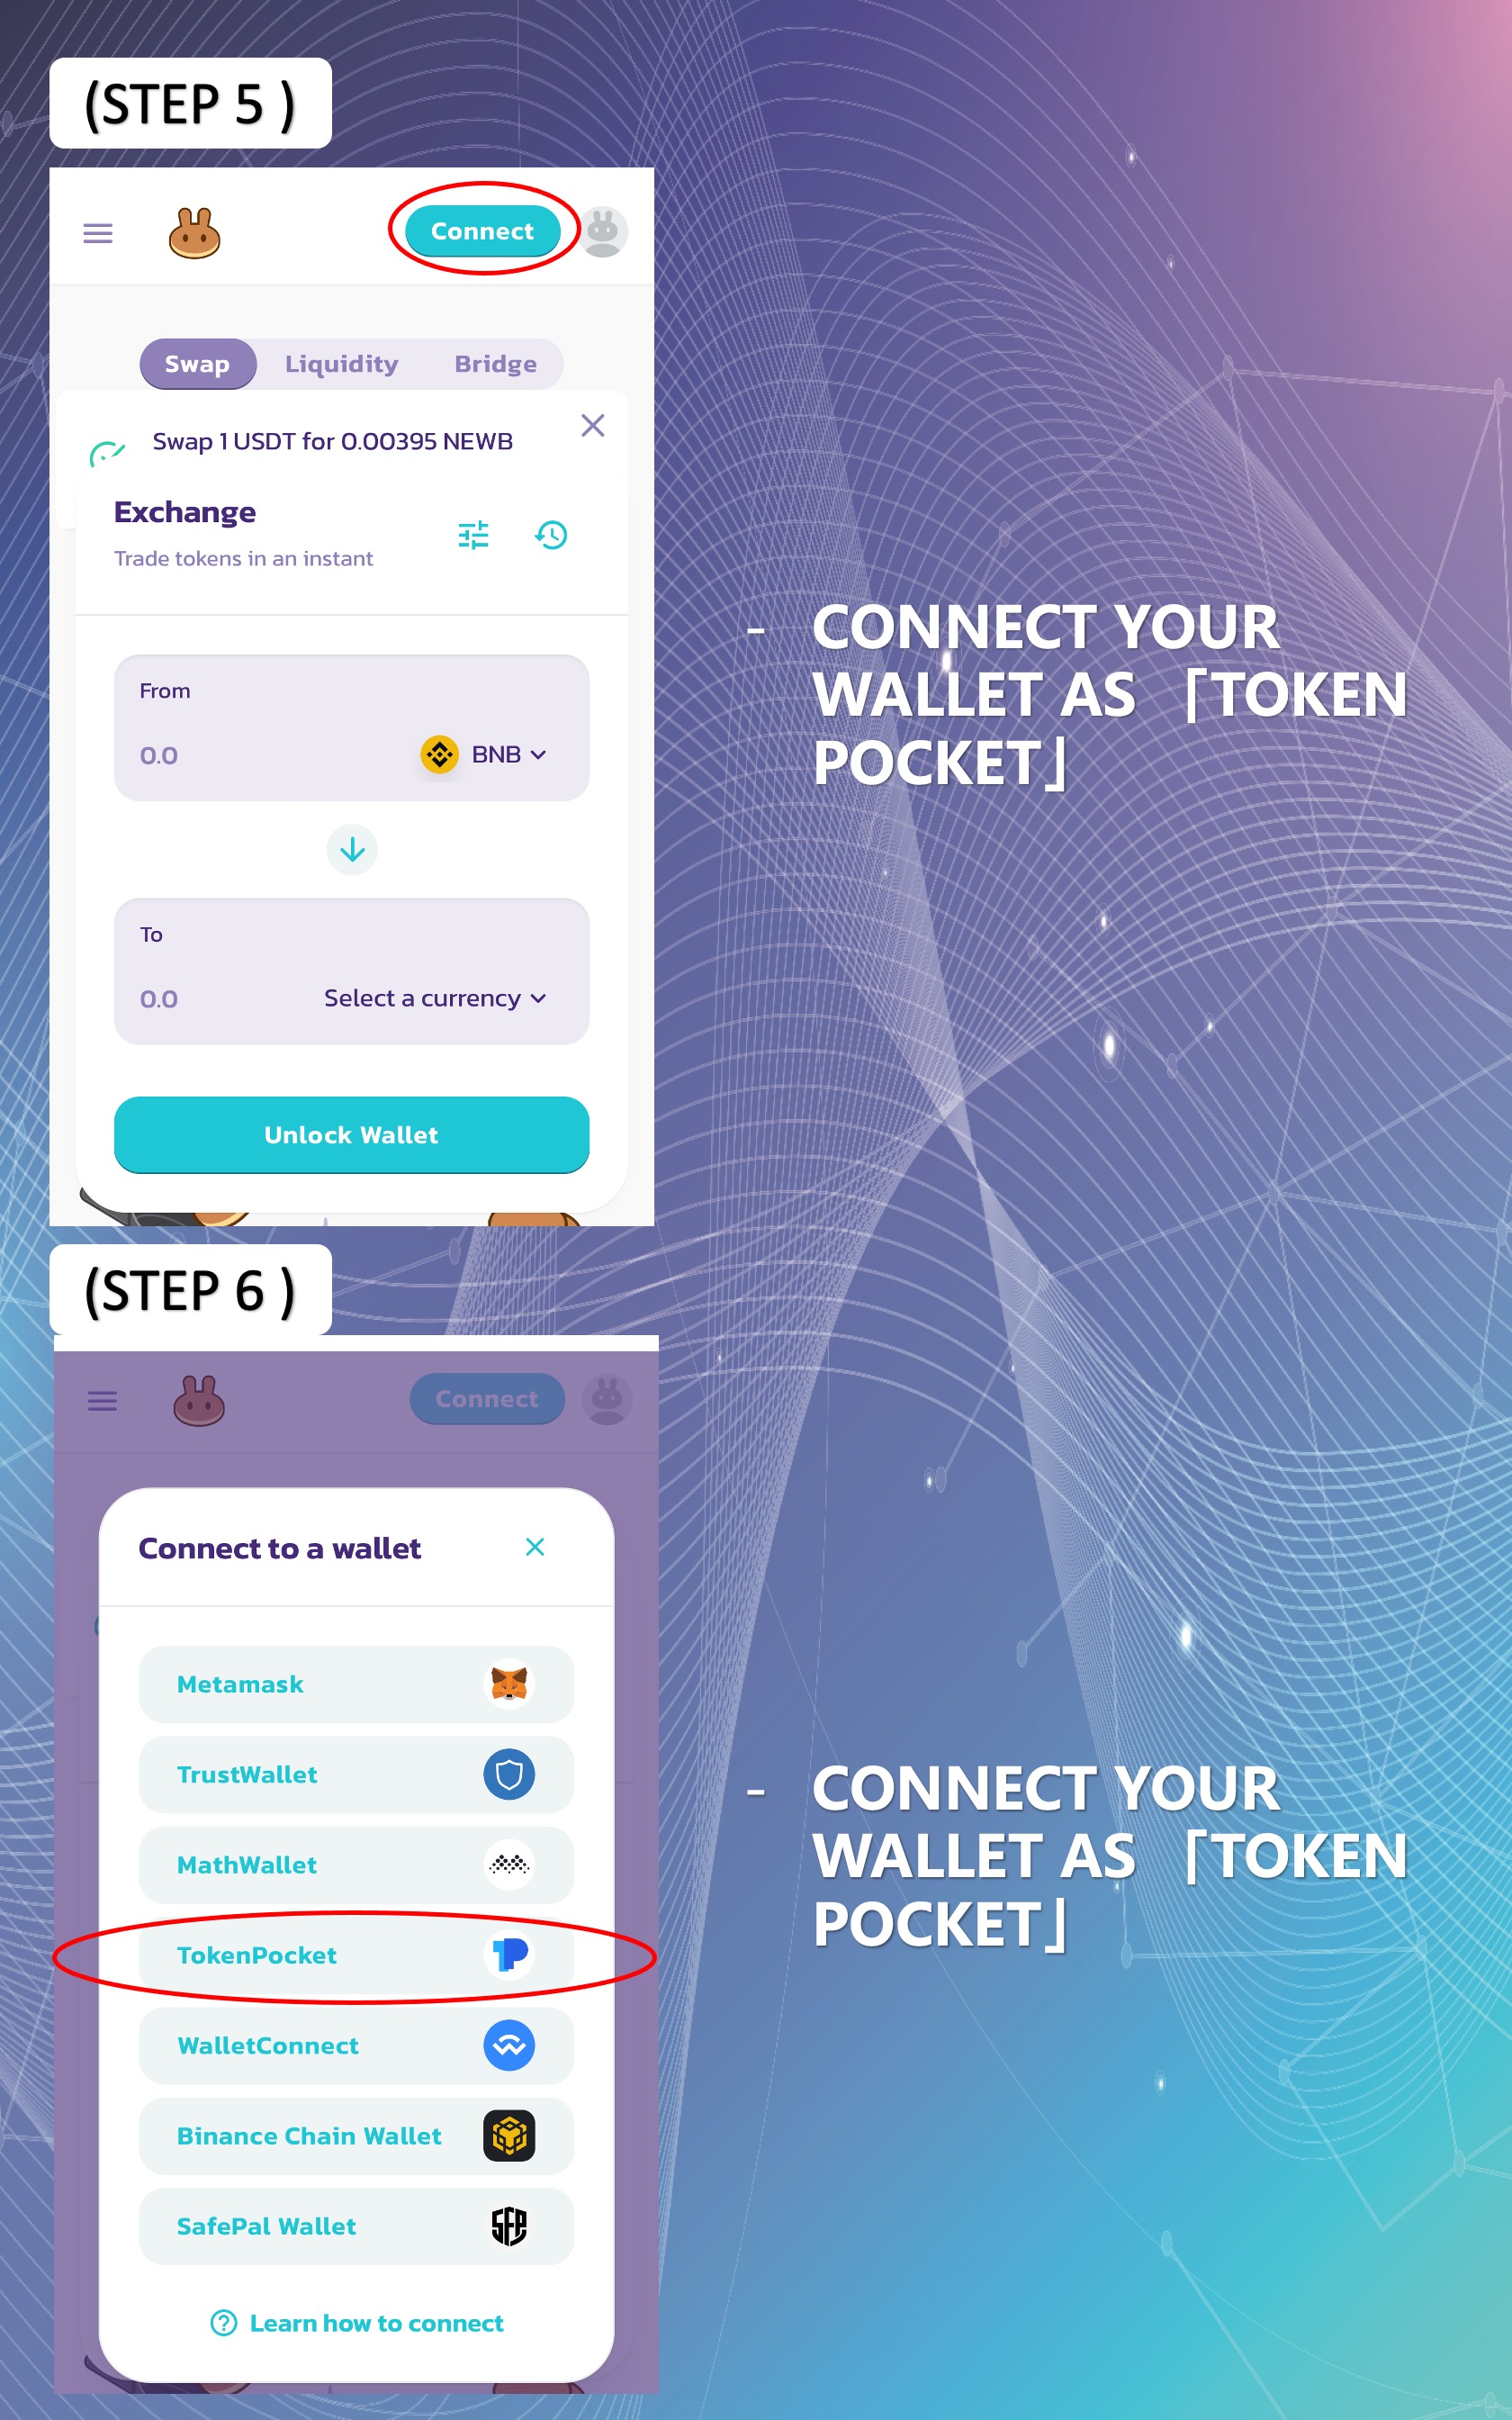 (STEP 5 )
Connect
Swap Liquidity Bridge
Swap 1 USDT for 0.00395 NEWB
Exchange
Trade tokens in an instant
From
0.0 BNB
To
0.0 Select a currency
Unlock Wallet
- CONNECT YOUR
WALLET AS 「TOKEN
POCKET」
(STEP 6 )
Connect
Connect to a wallet
Metamask
TrustWallet
MathWallet
TokenPocket
WalletConnect
Binance Chain Wallet
SafePal Wallet
Learn how to connect
- CONNECT YOUR
WALLET AS 「TOKEN
POCKET」